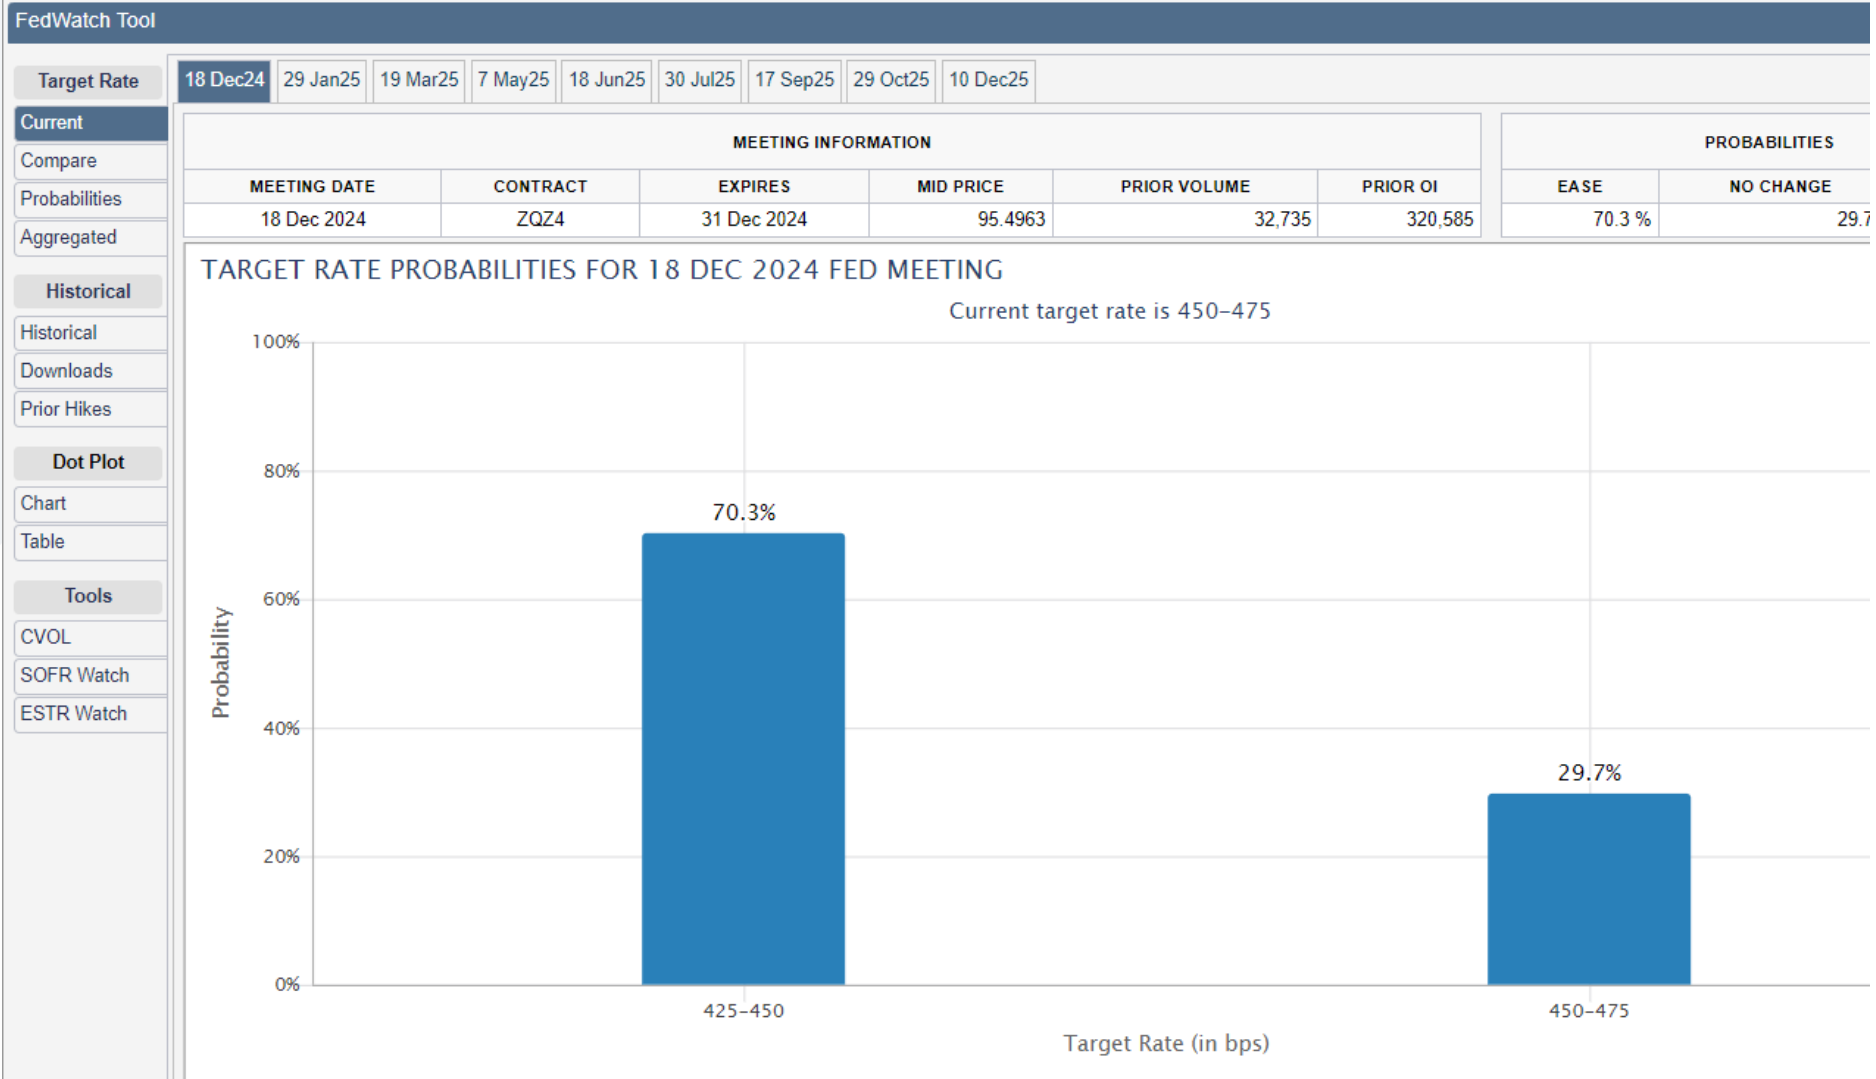 FedWatch Tool
Target Rate
Current
Compare
Probabilities
Aggregated
Historical
Historical
Downloads
Prior Hikes
Dot Plot
Chart
Table
Tools
CVOL
SOFR Watch
ESTR Watch
18 Dec24 29 Jan25 19 Mar25 7 May25 18 Jun25 30 Jul25 17 Sep25 29 Oct25 10 Dec25
MEETING INFORMATION
MEETING DATE CONTRACT EXPIRES MID PRICE PRIOR VOLUME PRIOR OI
18 Dec 2024 ZQZ4 31 Dec 2024 95.4963 32,735 320,585
PROBABILITIES
EASE NO CHANGE
70.3 % 29.7
TARGET RATE PROBABILITIES FOR 18 DEC 2024 FED MEETING
Current target rate is 450–475
100%
80%
60%
40%
20%
0%
Probability
70.3%
29.7%
425–450
450–475
Target Rate (in bps)